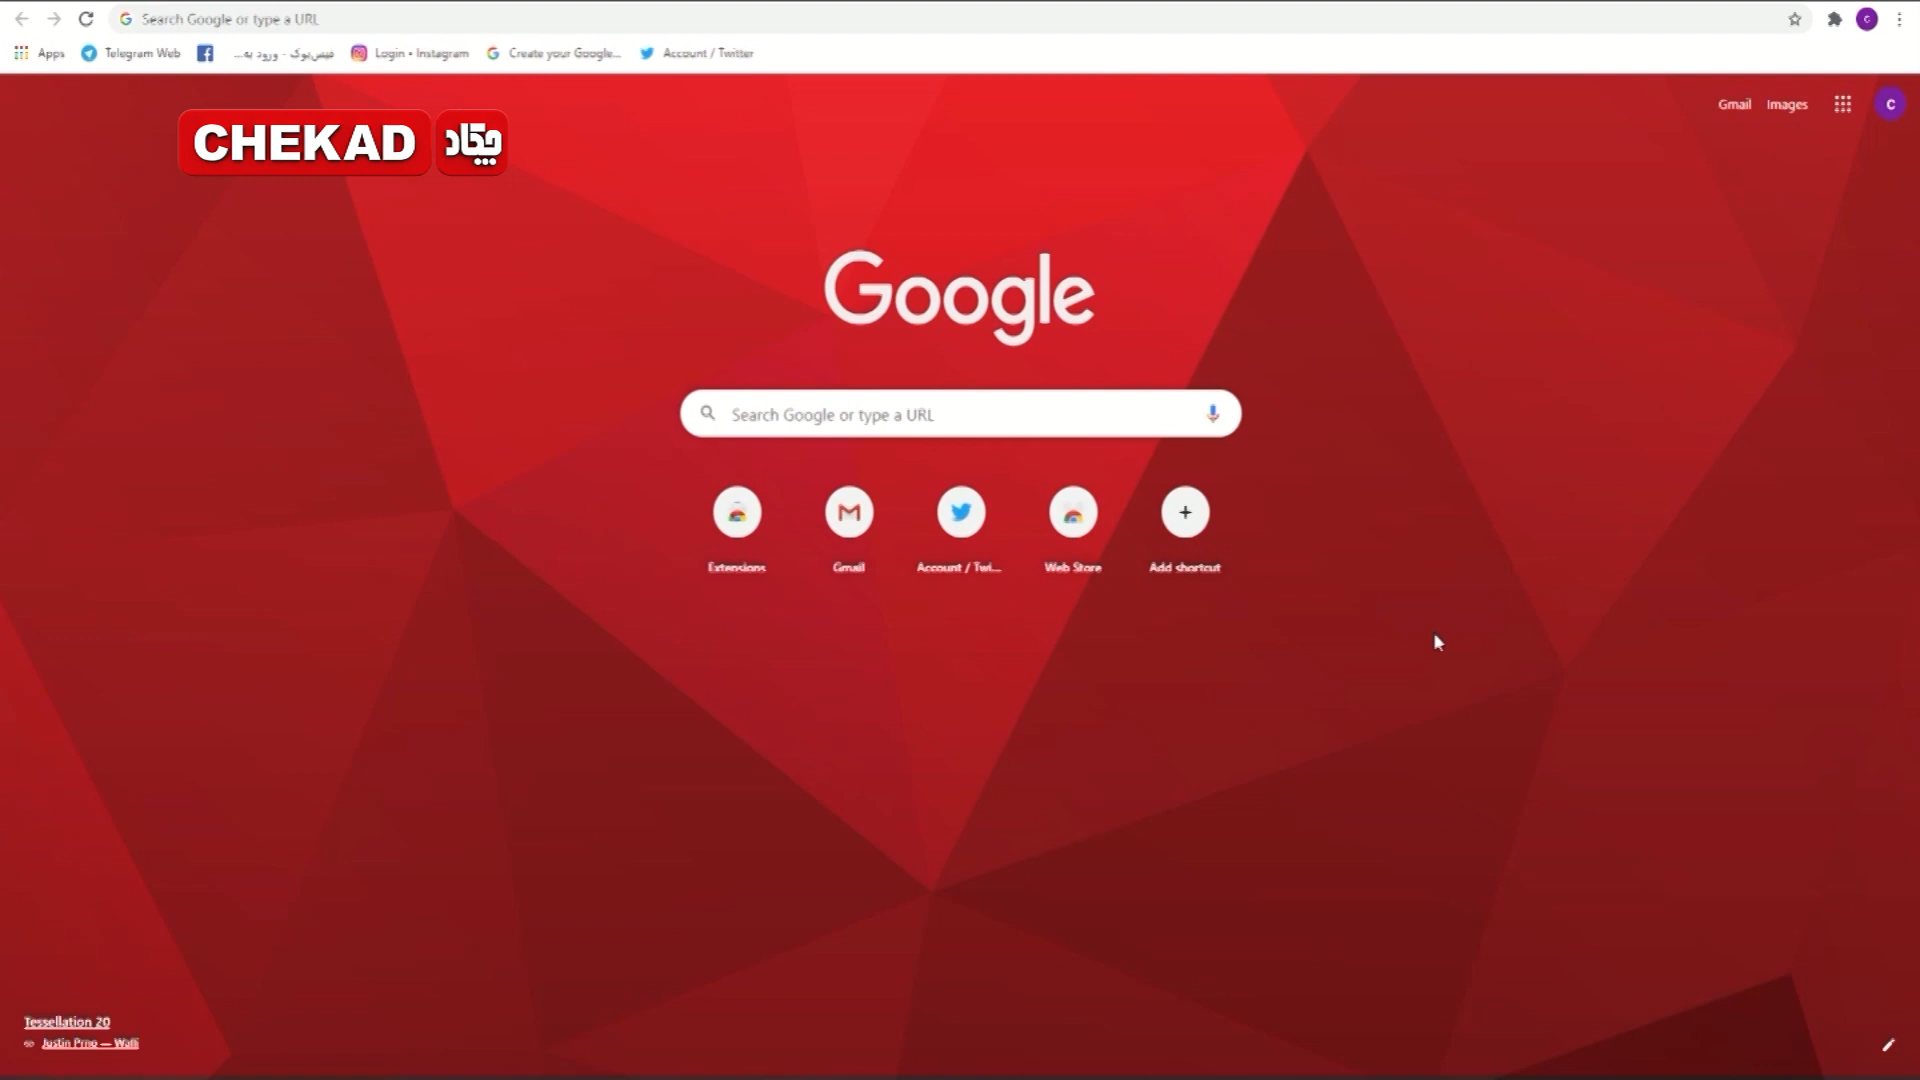 Search Google or type a URL
Apps Telegram Web فیس‌بوک - ورود به... Login • Instagram Create your Google... Account / Twitter
Gmail Images C
CHEKAD چکاد
Google
Search Google or type a URL
Extensions Gmail Account / Twi... Web Store Add shortcut
Tessellation 20
Justin Prno — Walli